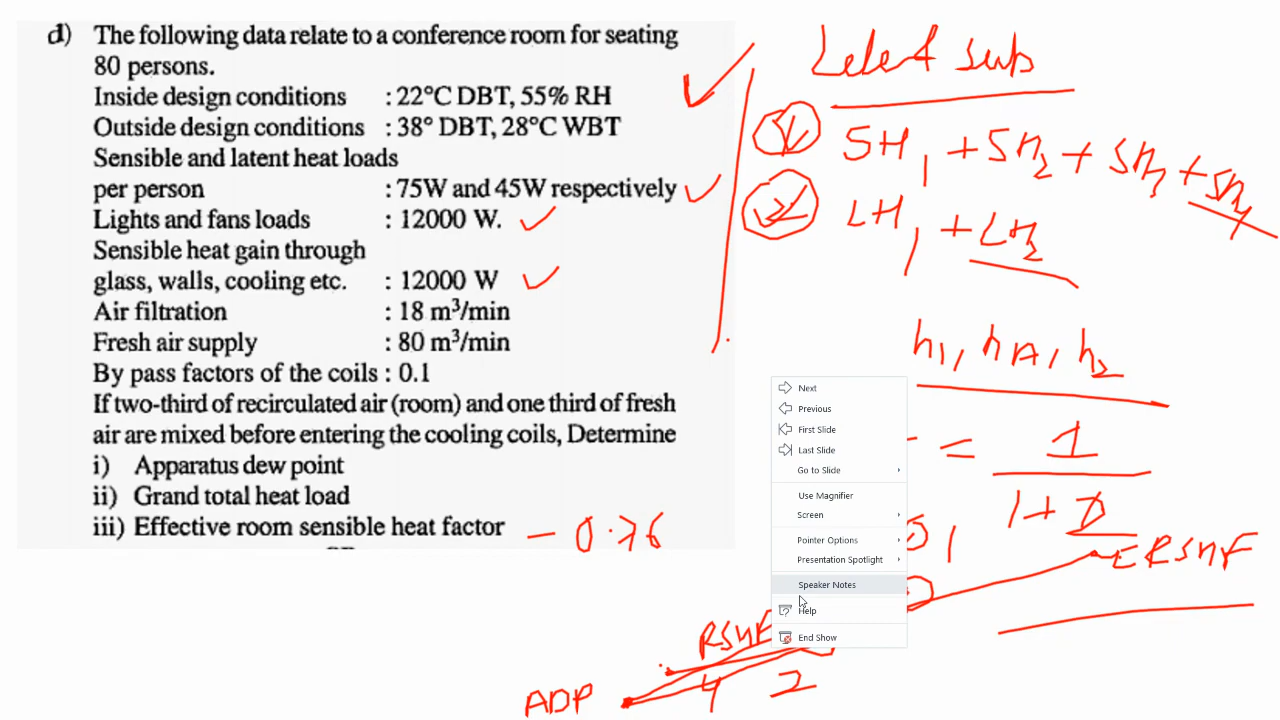 d) The following data relate to a conference room for seating
80 persons.
Inside design conditions : 22°C DBT, 55% RH
Outside design conditions : 38° DBT, 28°C WBT
Sensible and latent heat loads
per person : 75W and 45W respectively
Lights and fans loads : 12000 W.
Sensible heat gain through
glass, walls, cooling etc. : 12000 W
Air filtration : 18 m³/min
Fresh air supply : 80 m³/min
By pass factors of the coils : 0.1
If two-third of recirculated air (room) and one third of fresh
air are mixed before entering the cooling coils, Determine
i) Apparatus dew point
ii) Grand total heat load
iii) Effective room sensible heat factor - 0.76
SH1 + SH2 + SH3 + SH4
LH1 + LH2
h1, hA, h2
= 1
1 +
ERSHF
RSHF
ADP
4 2
Next
Previous
First Slide
Last Slide
Go to Slide
Use Magnifier
Screen
Pointer Options
Presentation Spotlight
Speaker Notes
Help
End Show